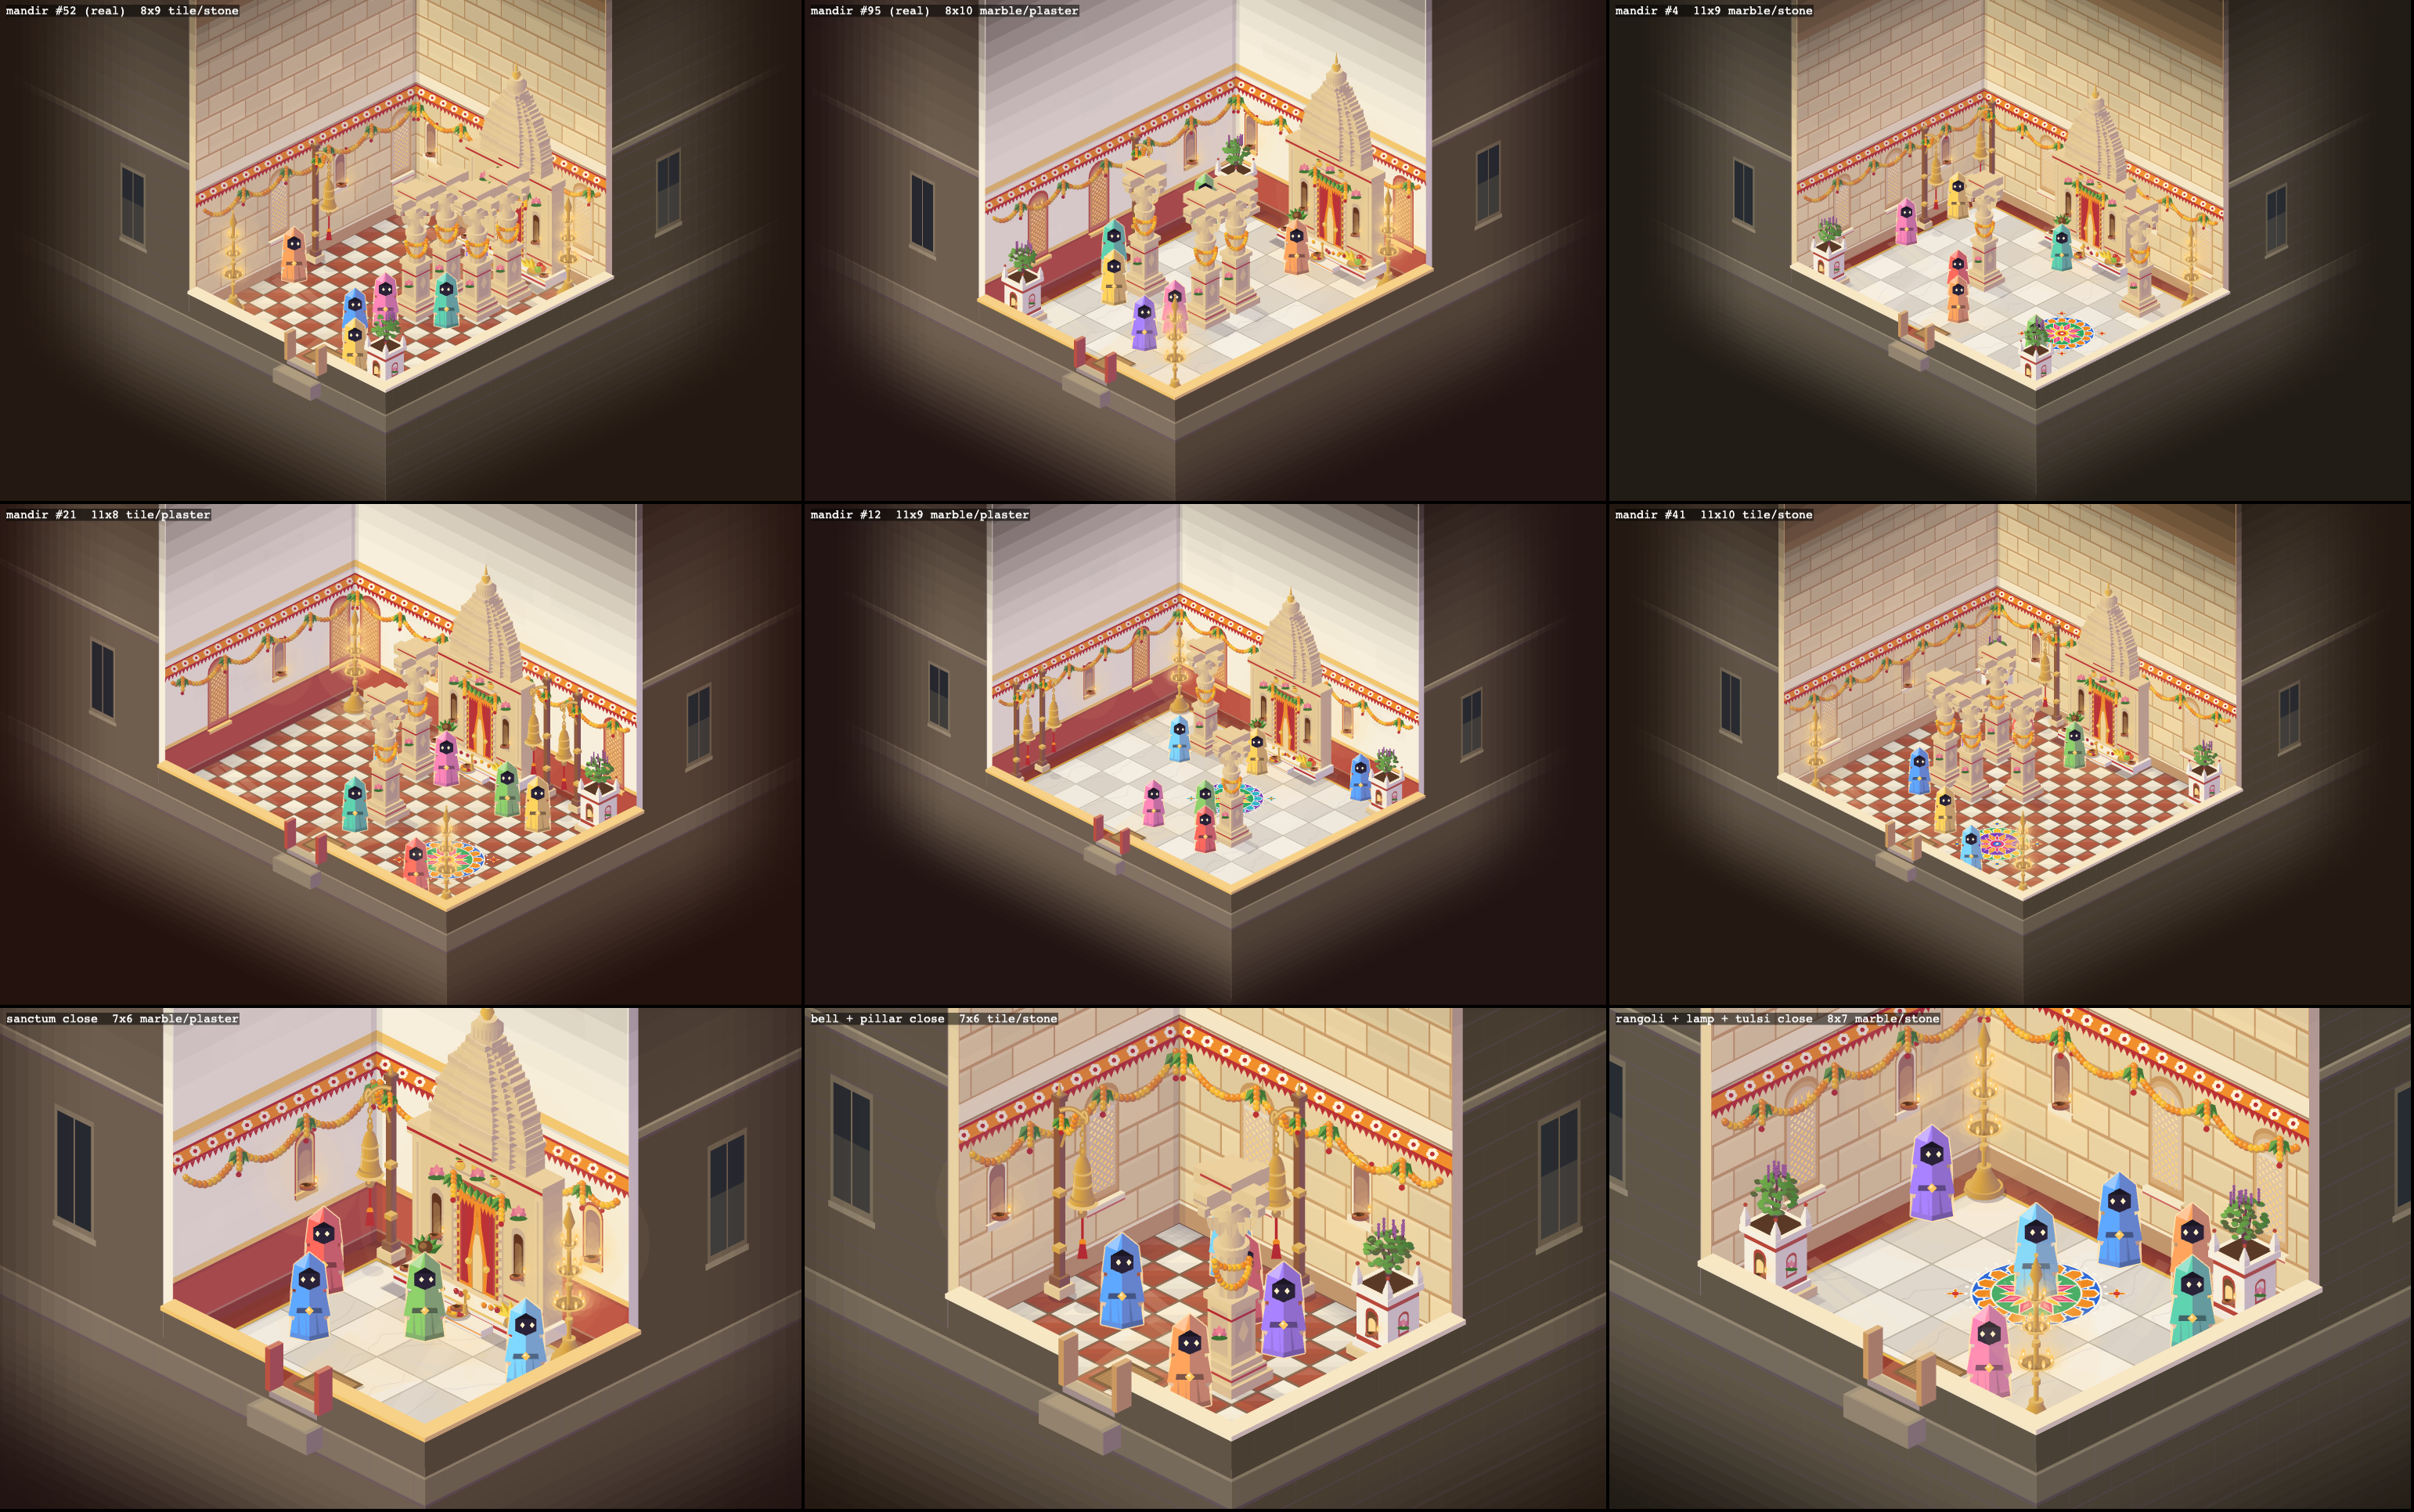 mandir #52 (real)  8x9 tile/stone
mandir #95 (real)  8x10 marble/plaster
mandir #4  11x9 marble/stone
mandir #21  11x8 tile/plaster
mandir #12  11x9 marble/plaster
mandir #41  11x10 tile/stone
sanctum close  7x6 marble/plaster
bell + pillar close  7x6 tile/stone
rangoli + lamp + tulsi close  8x7 marble/stone